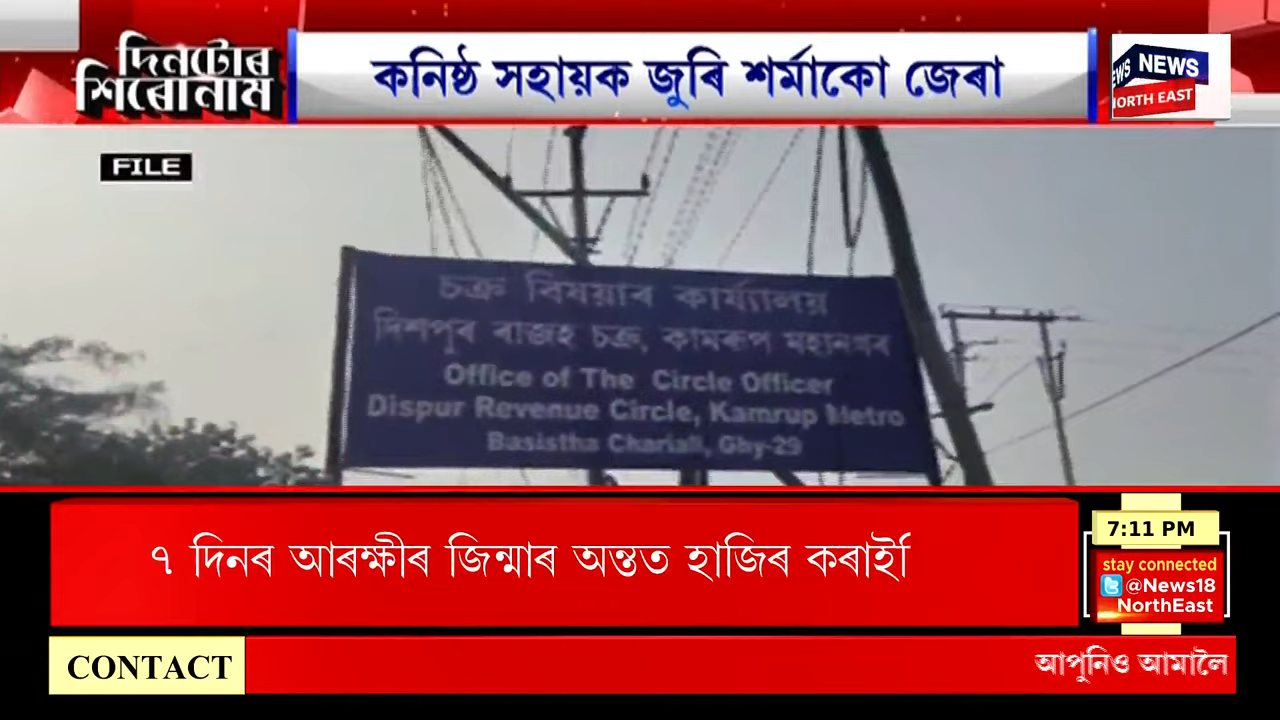 দিনটোৰ
শিৰোনাম
কনিষ্ঠ সহায়ক জুৰি শৰ্মাকো জেৰা
NEWS NEWS
NORTH EAST
FILE
চক্ৰ বিষয়াৰ কাৰ্য্যালয়
দিশপুৰ ৰাজহ চক্ৰ, কামৰূপ মহানগৰ
Office of The Circle Officer
Dispur Revenue Circle, Kamrup Metro
Basistha Chariali, Ghy-29
৭ দিনৰ আৰক্ষীৰ জিন্মাৰ অন্তত হাজিৰ কৰাই
7:11 PM
stay connected
@News18
NorthEast
CONTACT
আপুনিও আমালৈ